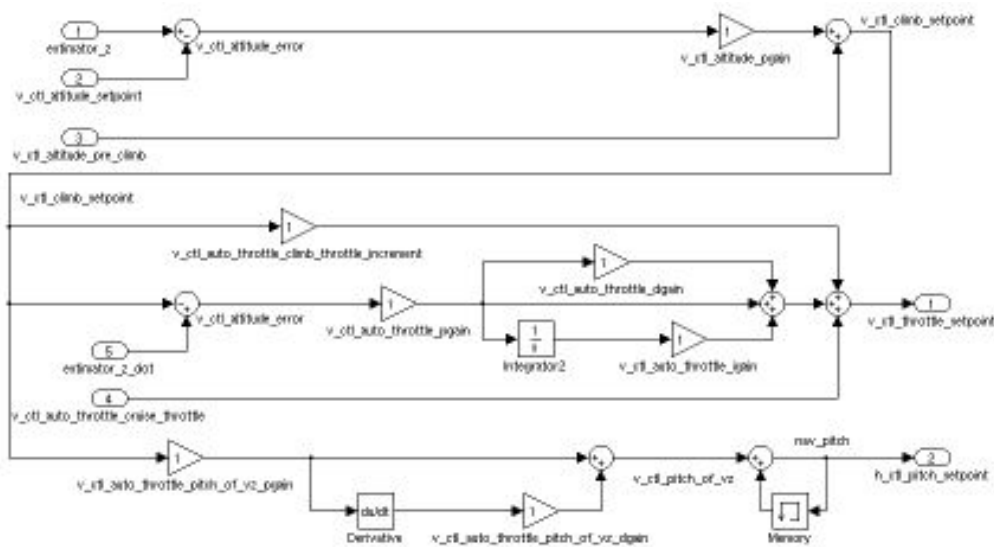 1
estimator_z
v_ctl_altitude_error
1
v_ctl_altitude_pgain
v_ctl_climb_setpoint
2
v_ctl_altitude_setpoint
3
v_ctl_altitude_pre_climb
v_ctl_climb_setpoint
1
v_ctl_auto_throttle_climb_throttle_increment
v_ctl_altitude_error
1
v_ctl_auto_throttle_pgain
1
v_ctl_auto_throttle_dgain
1
v_ctl_throttle_setpoint
5
estimator_z_dot
Integrator2
1
v_ctl_auto_throttle_igain
4
v_ctl_auto_throttle_cruise_throttle
1
v_ctl_auto_throttle_pitch_of_vz_pgain
v_ctl_pitch_of_vz
nav_pitch
2
h_ctl_pitch_setpoint
du/dt
Derivative
1
v_ctl_auto_throttle_pitch_of_vz_dgain
Memory